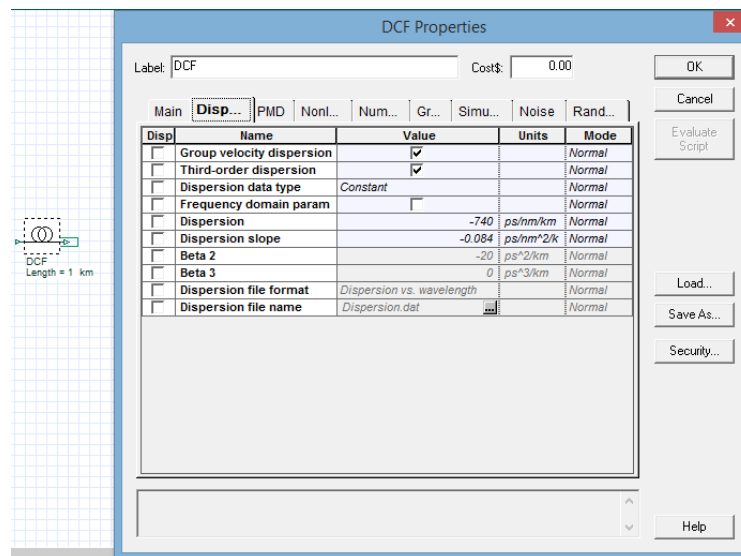 DCF Properties
Label: DCF Cost$: 0.00
OK
Cancel
Evaluate Script
Main Disp... PMD Nonl... Num... Gr... Simu... Noise Rand...
Disp Name Value Units Mode
Group velocity dispersion Normal
Third-order dispersion Normal
Dispersion data type Constant Normal
Frequency domain param Normal
Dispersion -740 ps/nm/km Normal
Dispersion slope -0.084 ps/nm^2/k Normal
Beta 2 -20 ps^2/km Normal
Beta 3 0 ps^3/km Normal
Dispersion file format Dispersion vs. wavelength Normal
Dispersion file name Dispersion.dat ... Normal
DCF
Length = 1 km
Load...
Save As...
Security...
Help